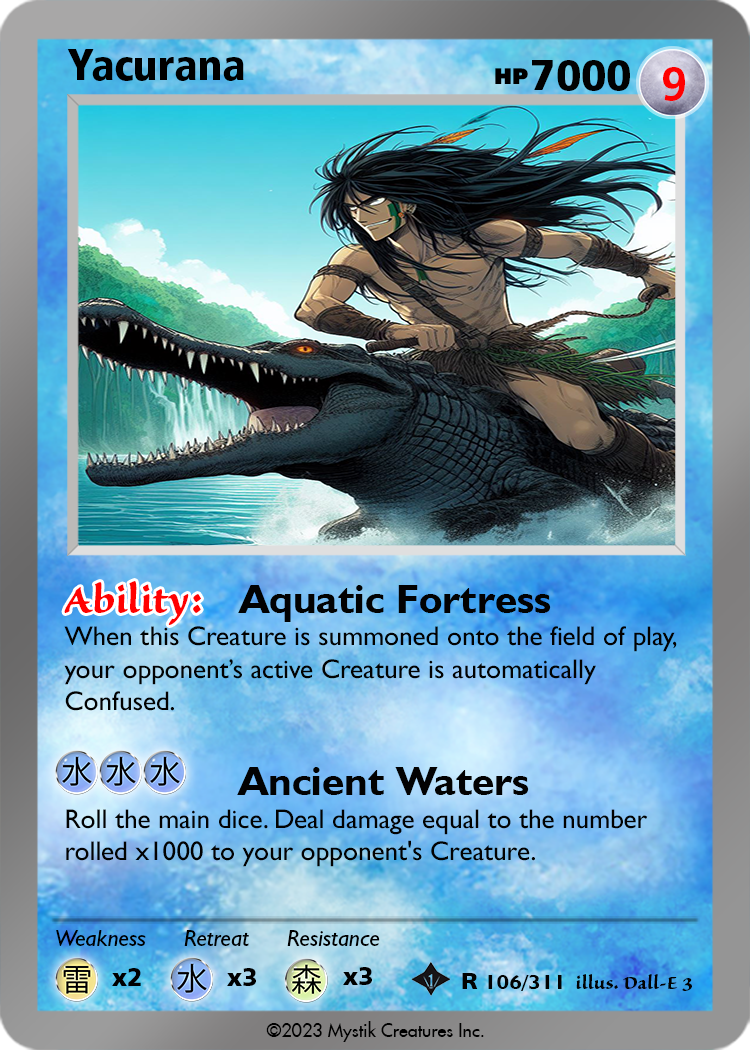 Yacurana HP7000 9
Ability: Aquatic Fortress
When this Creature is summoned onto the field of play,
your opponent’s active Creature is automatically
Confused.
水 水 水 Ancient Waters
Roll the main dice. Deal damage equal to the number
rolled x1000 to your opponent's Creature.
Weakness Retreat Resistance
雷 x2 水 x3 森 x3 1 R 106/311 illus. Dall-E 3
©2023 Mystik Creatures Inc.